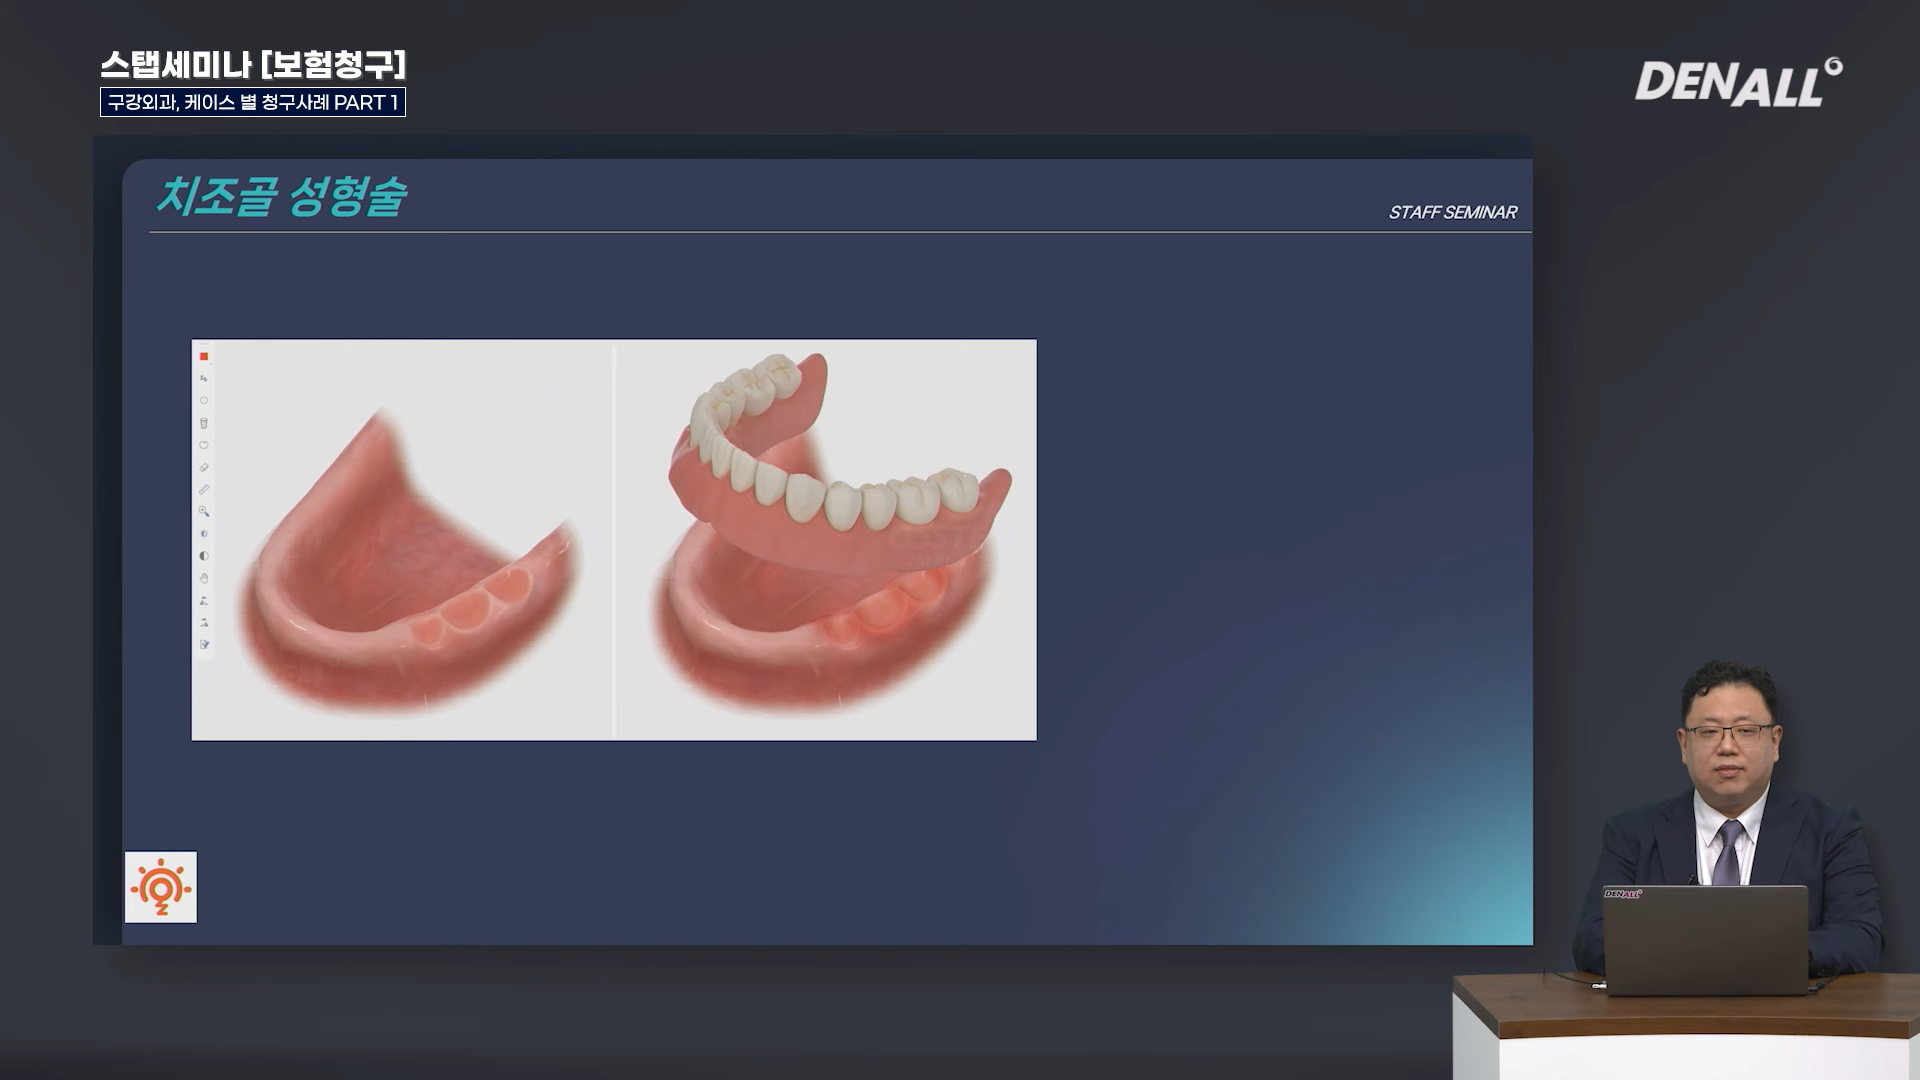 스탭세미나 [보험청구]
구강외과, 케이스 별 청구사례 PART 1
DENALL
치조골 성형술
STAFF SEMINAR
DENALL